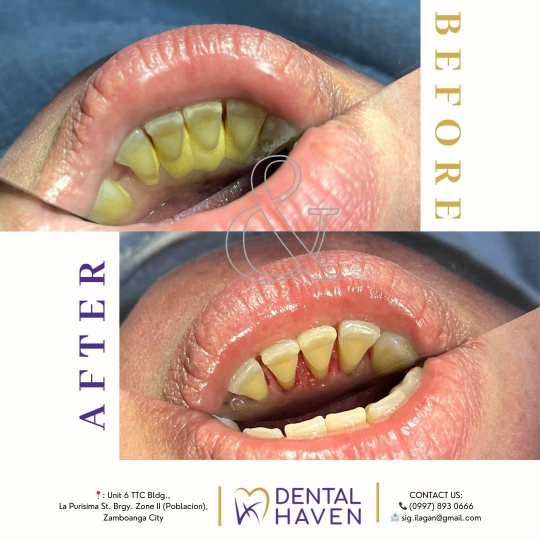 BEFORE
&
AFTER
📍: Unit 6 TTC Bldg.,
La Purisima St. Brgy. Zone II (Poblacion),
Zamboanga City
DENTAL
HAVEN
CONTACT US:
📞 (0997) 893 0666
📩 sig.ilagan@gmail.com